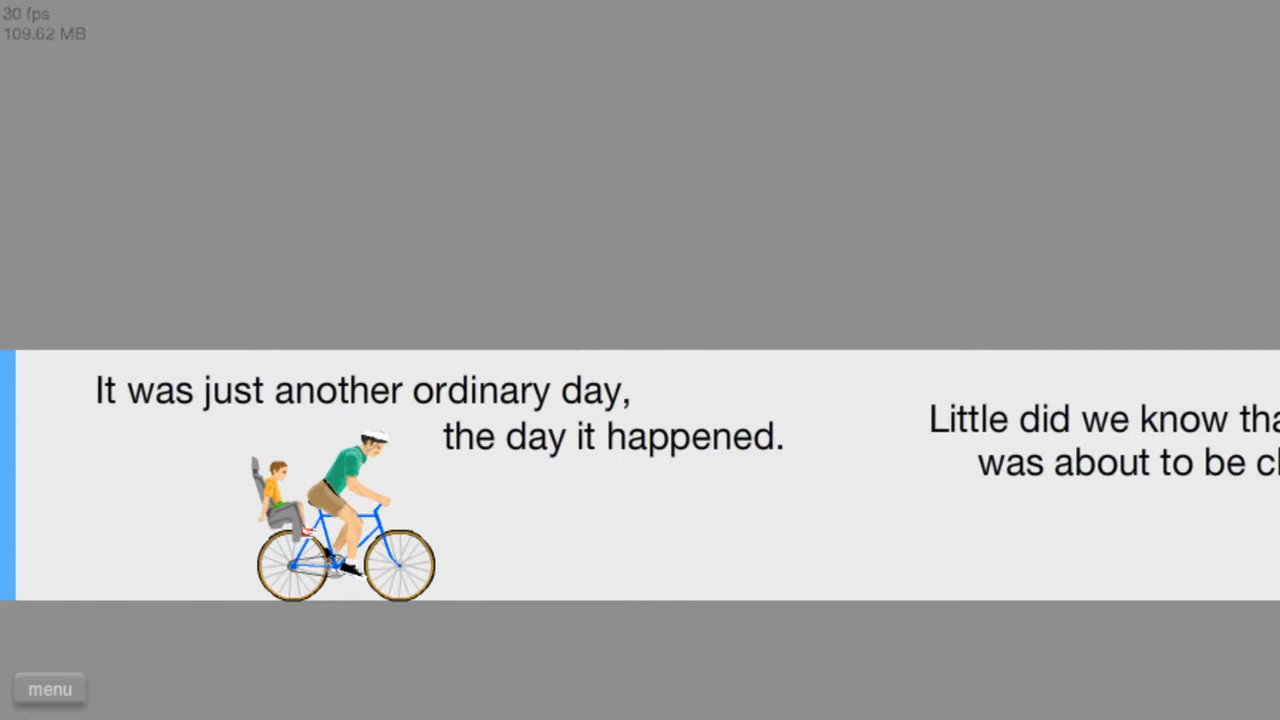 30 fps
109.62 MB
It was just another ordinary day,
the day it happened.
Little did we know
was about to be
menu